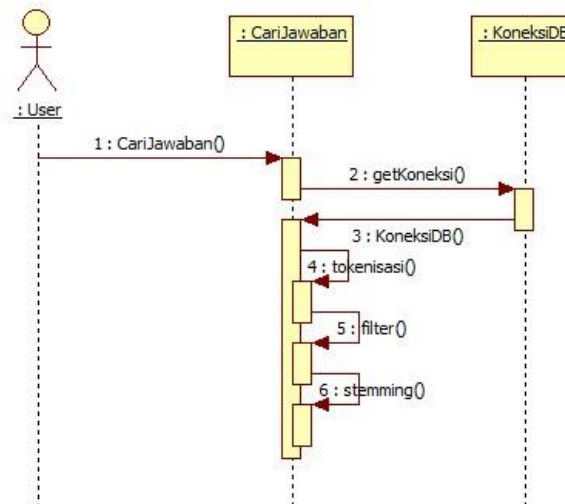 : CariJawaban
: KoneksiDB
: User
1 : CariJawaban()
2 : getKoneksi()
3 : KoneksiDB()
4 : tokenisasi()
5 : filter()
6 : stemming()